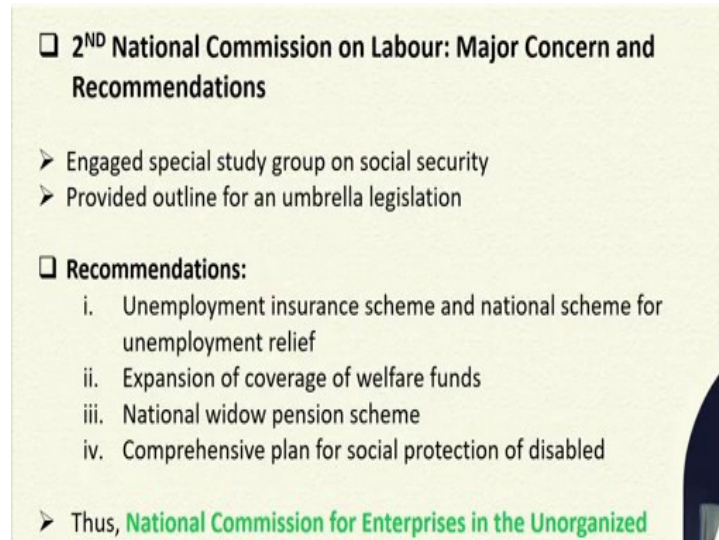 ❑ 2ND National Commission on Labour: Major Concern and
Recommendations
➢ Engaged special study group on social security
➢ Provided outline for an umbrella legislation
❑ Recommendations:
i. Unemployment insurance scheme and national scheme for
unemployment relief
ii. Expansion of coverage of welfare funds
iii. National widow pension scheme
iv. Comprehensive plan for social protection of disabled
➢ Thus, National Commission for Enterprises in the Unorganized